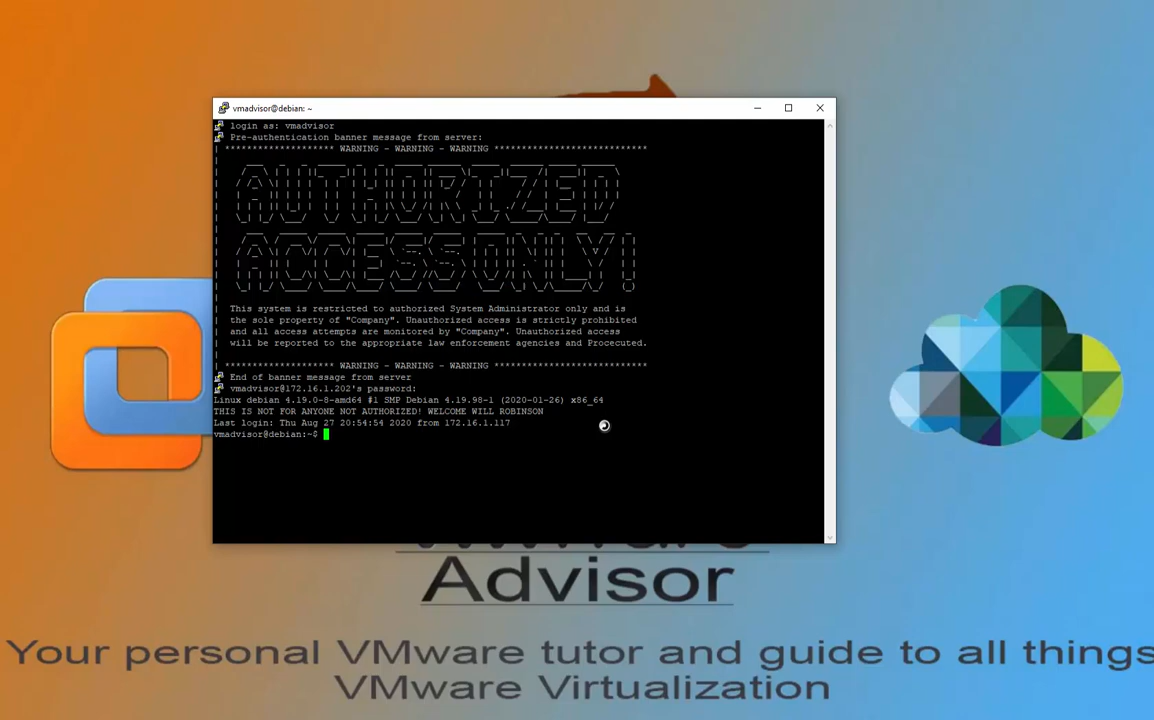 vmadvisor@debian: ~
login as: vmadvisor
Pre-authentication banner message from server:
| ******************** WARNING - WARNING - WARNING ****************************
AUTHORIZED
ACCESS ONLY!
| This system is restricted to authorized System Administrator only and is
| the sole property of "Company". Unauthorized access is strictly prohibited
| and all access attempts are monitored by "Company". Unauthorized access
| will be reported to the appropriate law enforcement agencies and Procecuted.
| ******************** WARNING - WARNING - WARNING ****************************
End of banner message from server
vmadvisor@172.16.1.202's password:
Linux debian 4.19.0-8-amd64 #1 SMP Debian 4.19.98-1 (2020-01-26) x86_64
THIS IS NOT FOR ANYONE NOT AUTHORIZED! WELCOME WILL ROBINSON
Last login: Thu Aug 27 20:54:54 2020 from 172.16.1.117
vmadvisor@debian:~$
Advisor
Your personal VMware tutor and guide to all things
VMware Virtualization